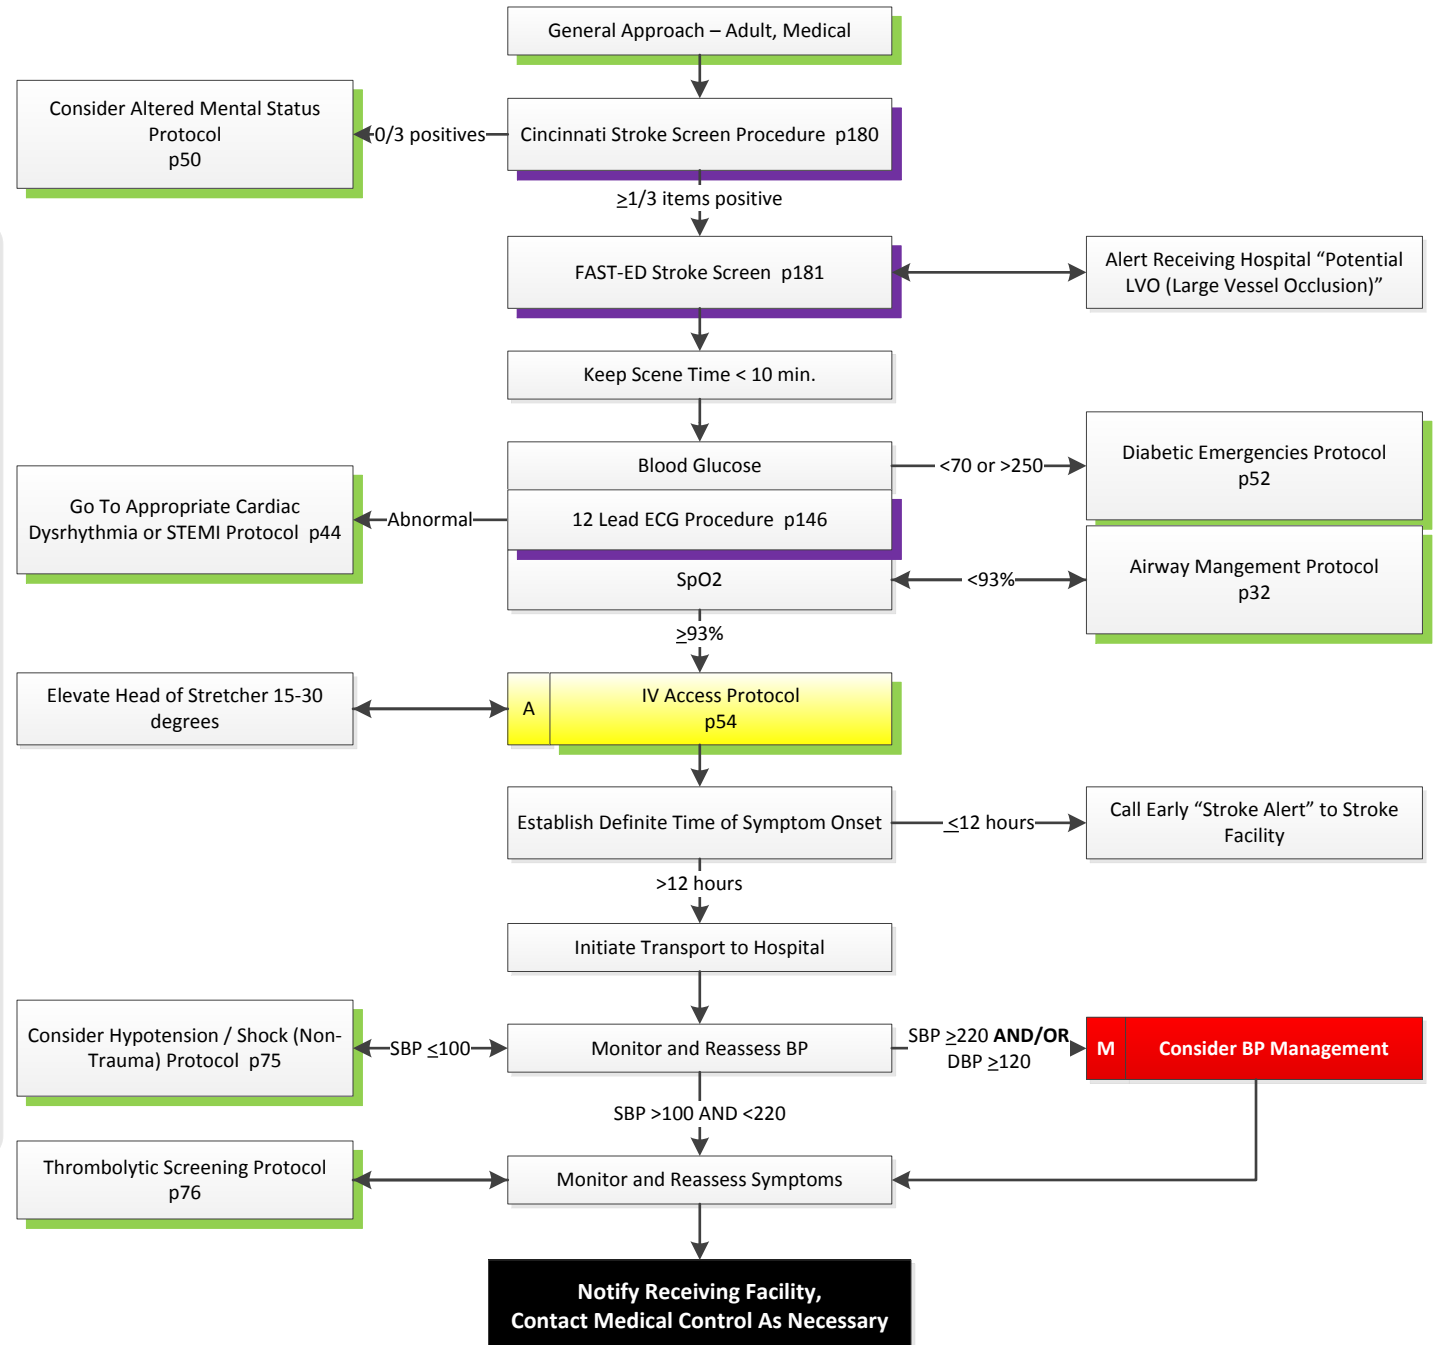 General Approach – Adult, Medical
Consider Altered Mental Status
Protocol
p50
0/3 positives
Cincinnati Stroke Screen Procedure  p180
≥1/3 items positive
FAST-ED Stroke Screen  p181
Alert Receiving Hospital “Potential
LVO (Large Vessel Occlusion)”
Keep Scene Time < 10 min.
Blood Glucose
<70 or >250
Diabetic Emergencies Protocol
p52
Go To Appropriate Cardiac
Dysrhythmia or STEMI Protocol  p44
Abnormal
12 Lead ECG Procedure  p146
SpO2
<93%
Airway Mangement Protocol
p32
≥93%
Elevate Head of Stretcher 15-30
degrees
A
IV Access Protocol
p54
Establish Definite Time of Symptom Onset
≤12 hours
Call Early “Stroke Alert” to Stroke
Facility
>12 hours
Initiate Transport to Hospital
Consider Hypotension / Shock (Non-
Trauma) Protocol  p75
SBP ≤100
Monitor and Reassess BP
SBP ≥220 AND/OR
DBP ≥120
M
Consider BP Management
SBP >100 AND <220
Thrombolytic Screening Protocol
p76
Monitor and Reassess Symptoms
Notify Receiving Facility,
Contact Medical Control As Necessary